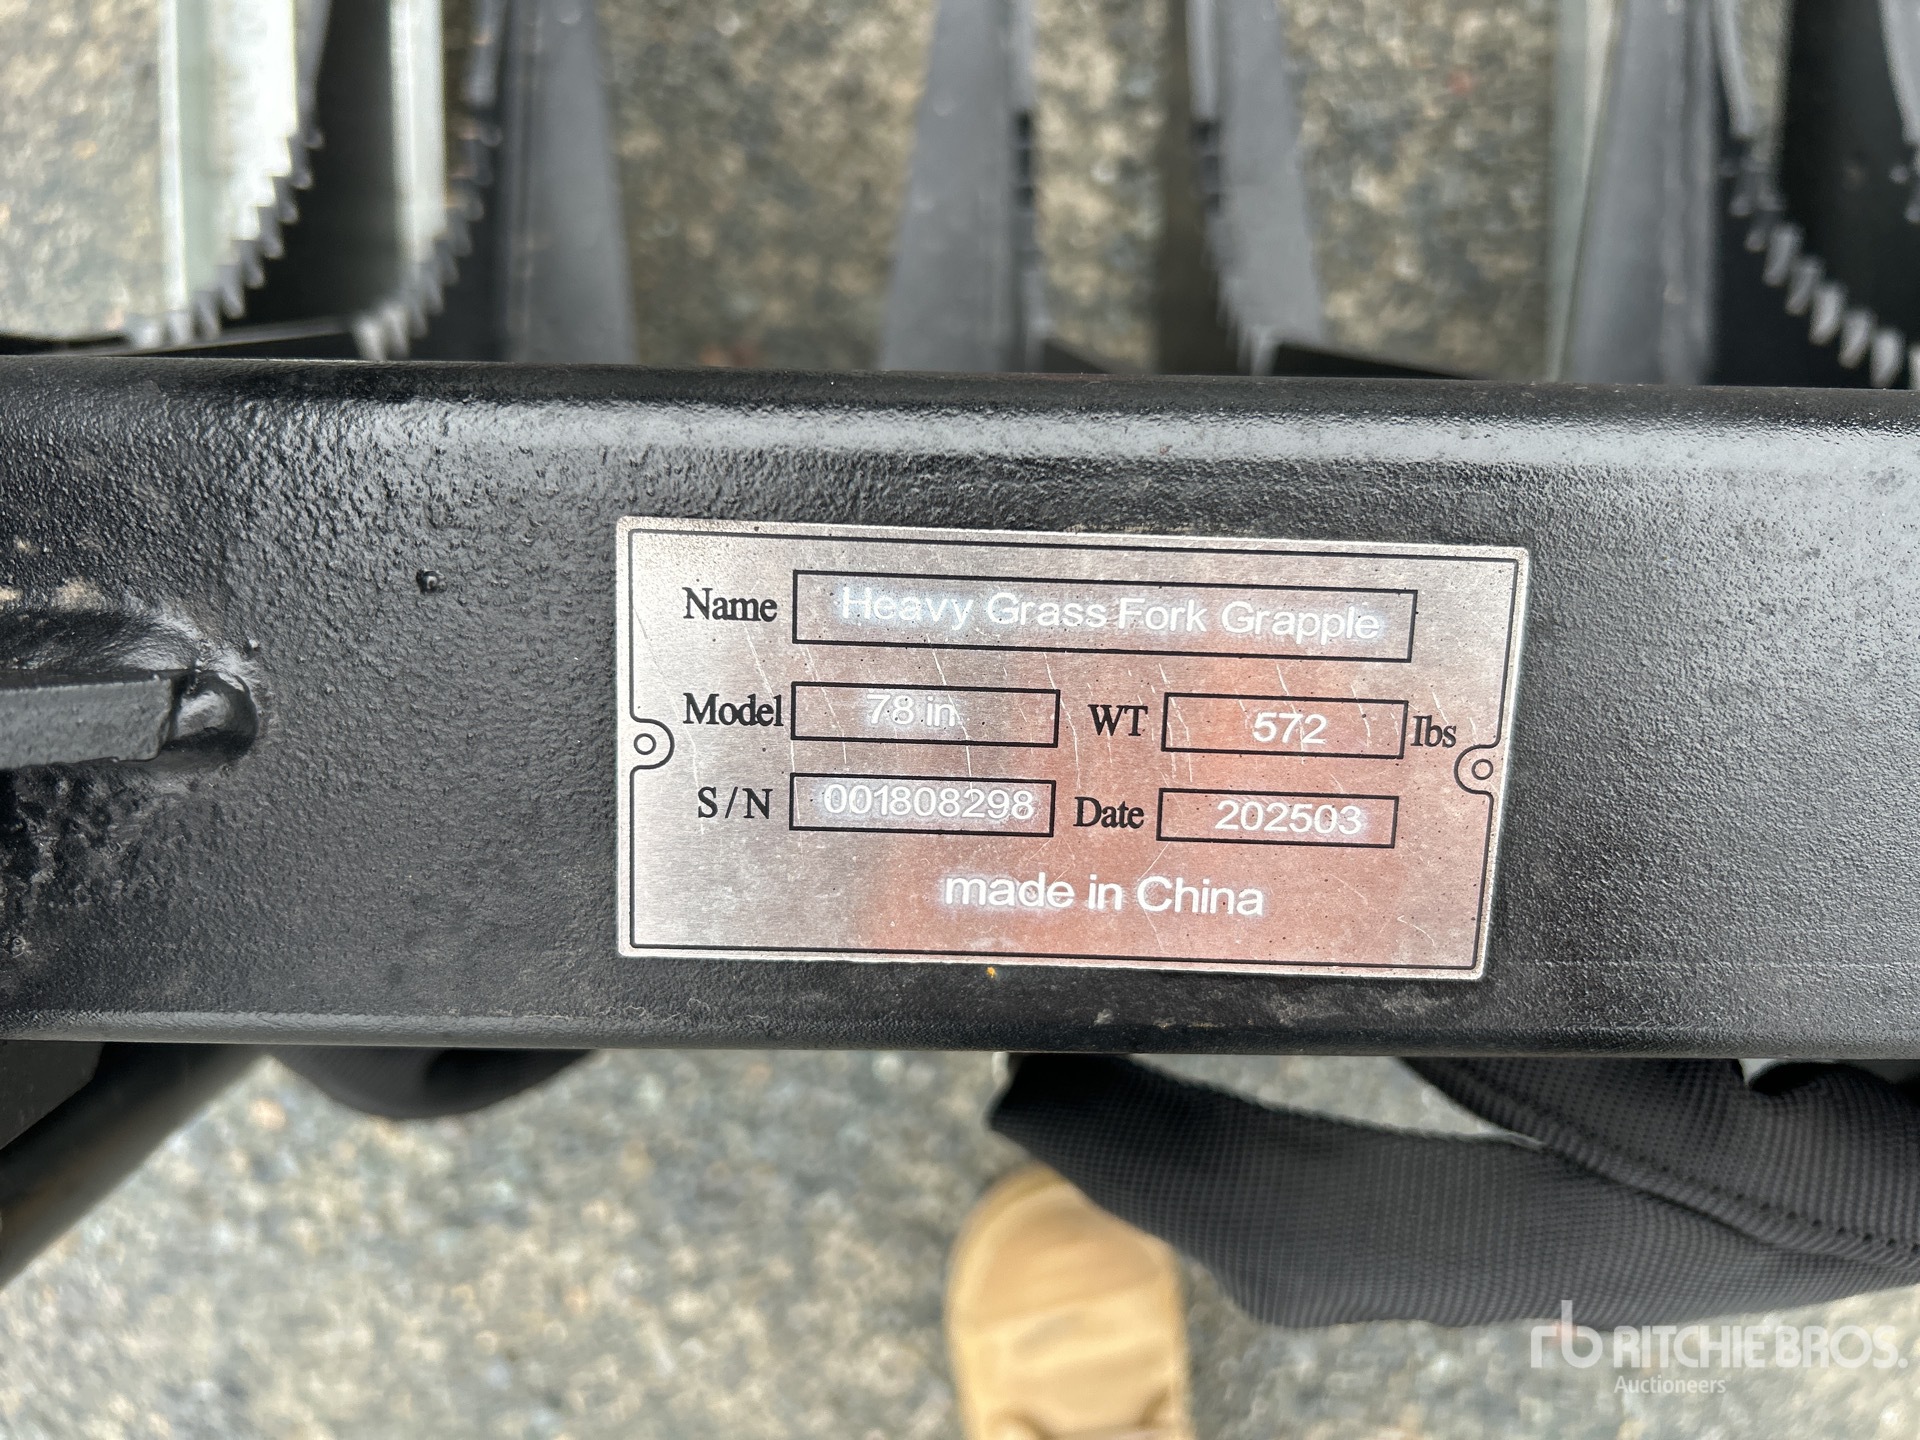 Name Heavy Grass Fork Grapple
Model 78 in WT 572 lbs
S/N 001808298 Date 202503
made in China
rb RITCHIE BROS.
Auctioneers